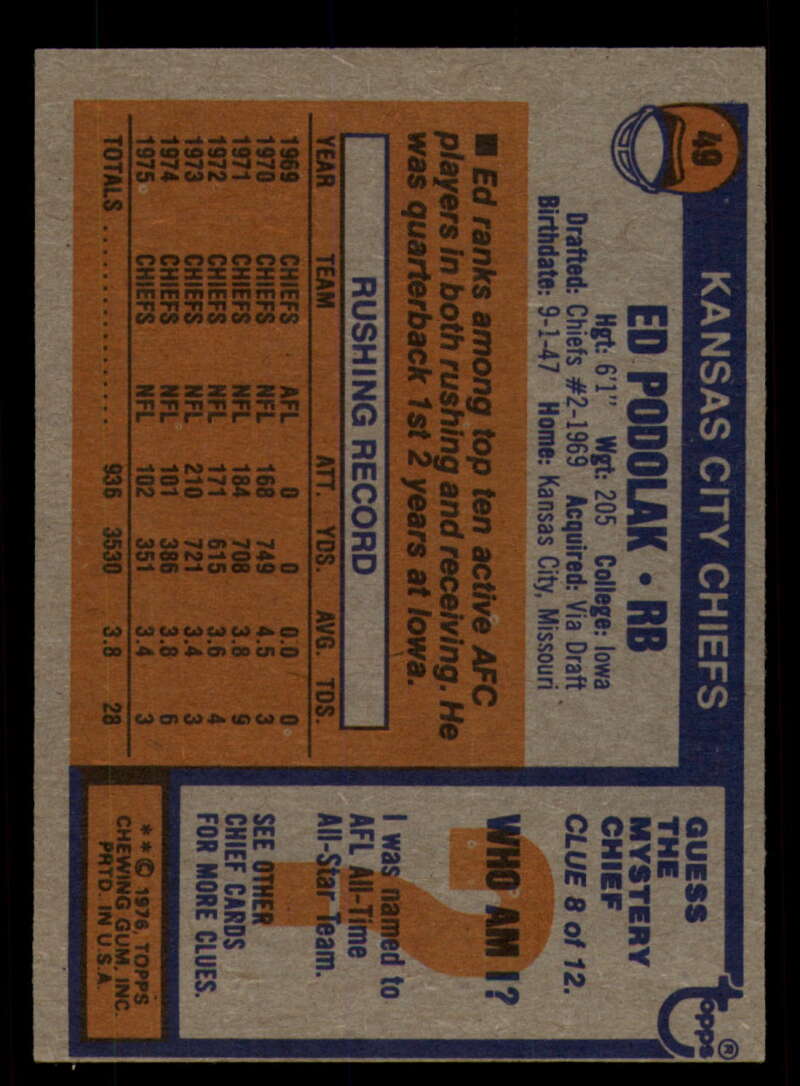 49
KANSAS CITY CHIEFS
ED PODOLAK • RB
Hgt: 6'1" Wgt: 205 College: Iowa
Drafted: Chiefs #2-1969 Acquired: Via Draft
Birthdate: 9-1-47 Home: Kansas City, Missouri
■ Ed ranks among top ten active AFC
players in both rushing and receiving. He
was quarterback 1st 2 years at Iowa.
RUSHING RECORD
YEAR TEAM ATT. YDS. AVG. TDS.
1969 CHIEFS AFL 0 0 0.0 0
1970 CHIEFS NFL 168 749 4.5 3
1971 CHIEFS NFL 184 708 3.8 9
1972 CHIEFS NFL 171 615 3.6 4
1973 CHIEFS NFL 210 721 3.4 3
1974 CHIEFS NFL 101 386 3.8 6
1975 CHIEFS NFL 102 351 3.4 3
TOTALS .................. 936 3530 3.8 28
topps®
GUESS
THE
MYSTERY
CHIEF
CLUE 8 of 12.
?
WHO AM I?
I was named to
AFL All-Time
All-Star Team.
SEE OTHER
CHIEF CARDS
FOR MORE CLUES.
**© 1976, TOPPS
CHEWING GUM, INC.
PRTD. IN U.S.A.